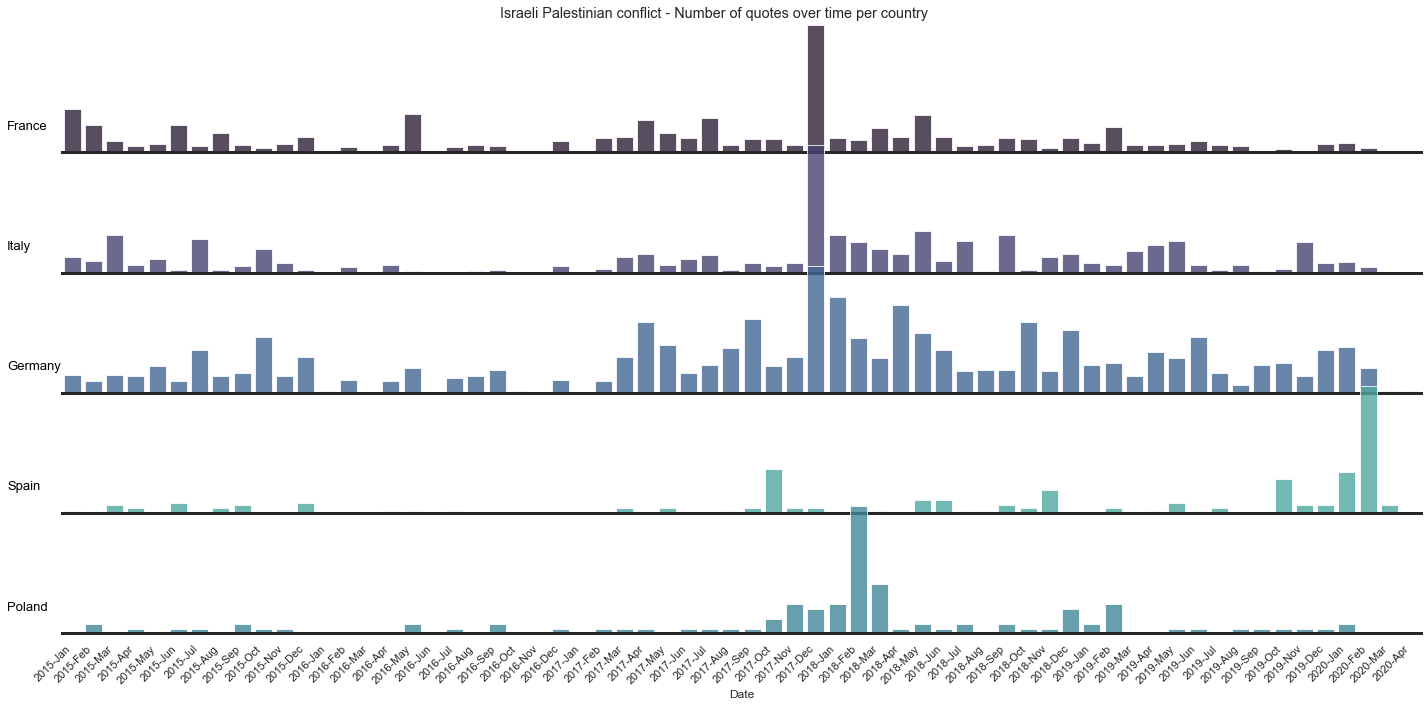 Israeli Palestinian conflict - Number of quotes over time per country
France
Italy
Germany
Spain
Poland
2015-Jan
2015-Feb
2015-Mar
2015-Apr
2015-May
2015-Jun
2015-Jul
2015-Aug
2015-Sep
2015-Oct
2015-Nov
2015-Dec
2016-Jan
2016-Feb
2016-Mar
2016-Apr
2016-May
2016-Jun
2016-Jul
2016-Aug
2016-Sep
2016-Oct
2016-Nov
2016-Dec
2017-Jan
2017-Feb
2017-Mar
2017-Apr
2017-May
2017-Jun
2017-Jul
2017-Aug
2017-Sep
2017-Oct
2017-Nov
2017-Dec
2018-Jan
2018-Feb
2018-Mar
2018-Apr
2018-May
2018-Jun
2018-Jul
2018-Aug
2018-Sep
2018-Oct
2018-Nov
2018-Dec
2019-Jan
2019-Feb
2019-Mar
2019-Apr
2019-May
2019-Jun
2019-Jul
2019-Aug
2019-Sep
2019-Oct
2019-Nov
2019-Dec
2020-Jan
2020-Feb
2020-Mar
2020-Apr
Date